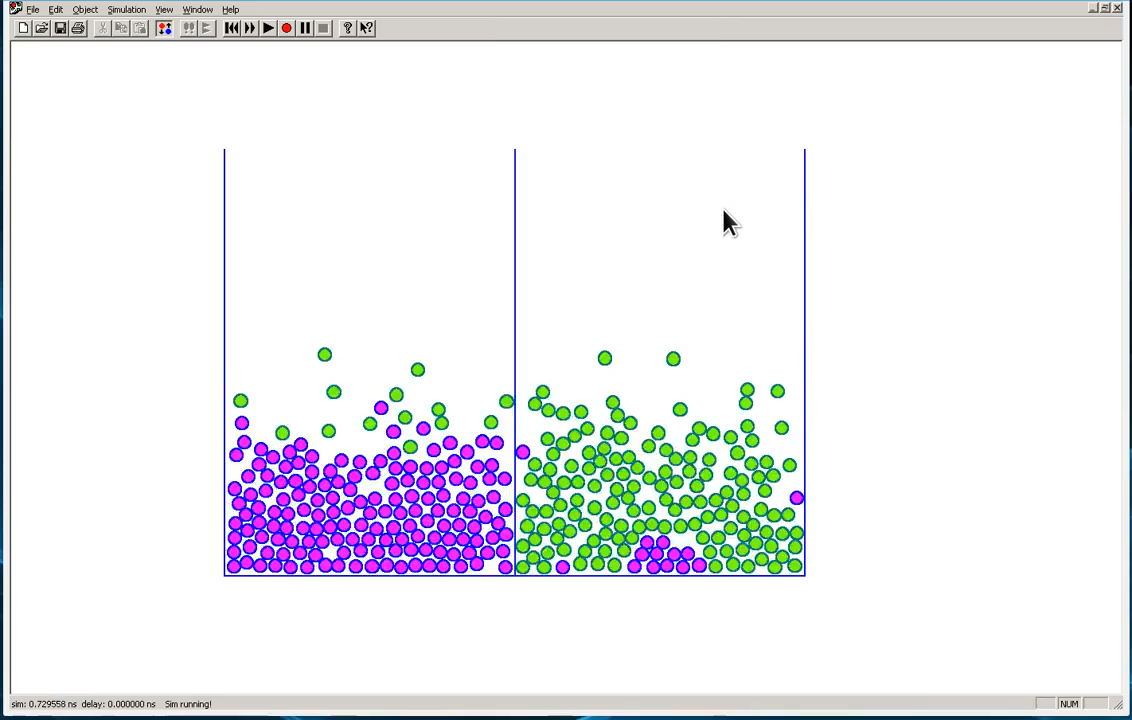 File Edit Object Simulation View Window Help
sim: 0.729558 ns delay: 0.000000 ns Sim running!
NUM